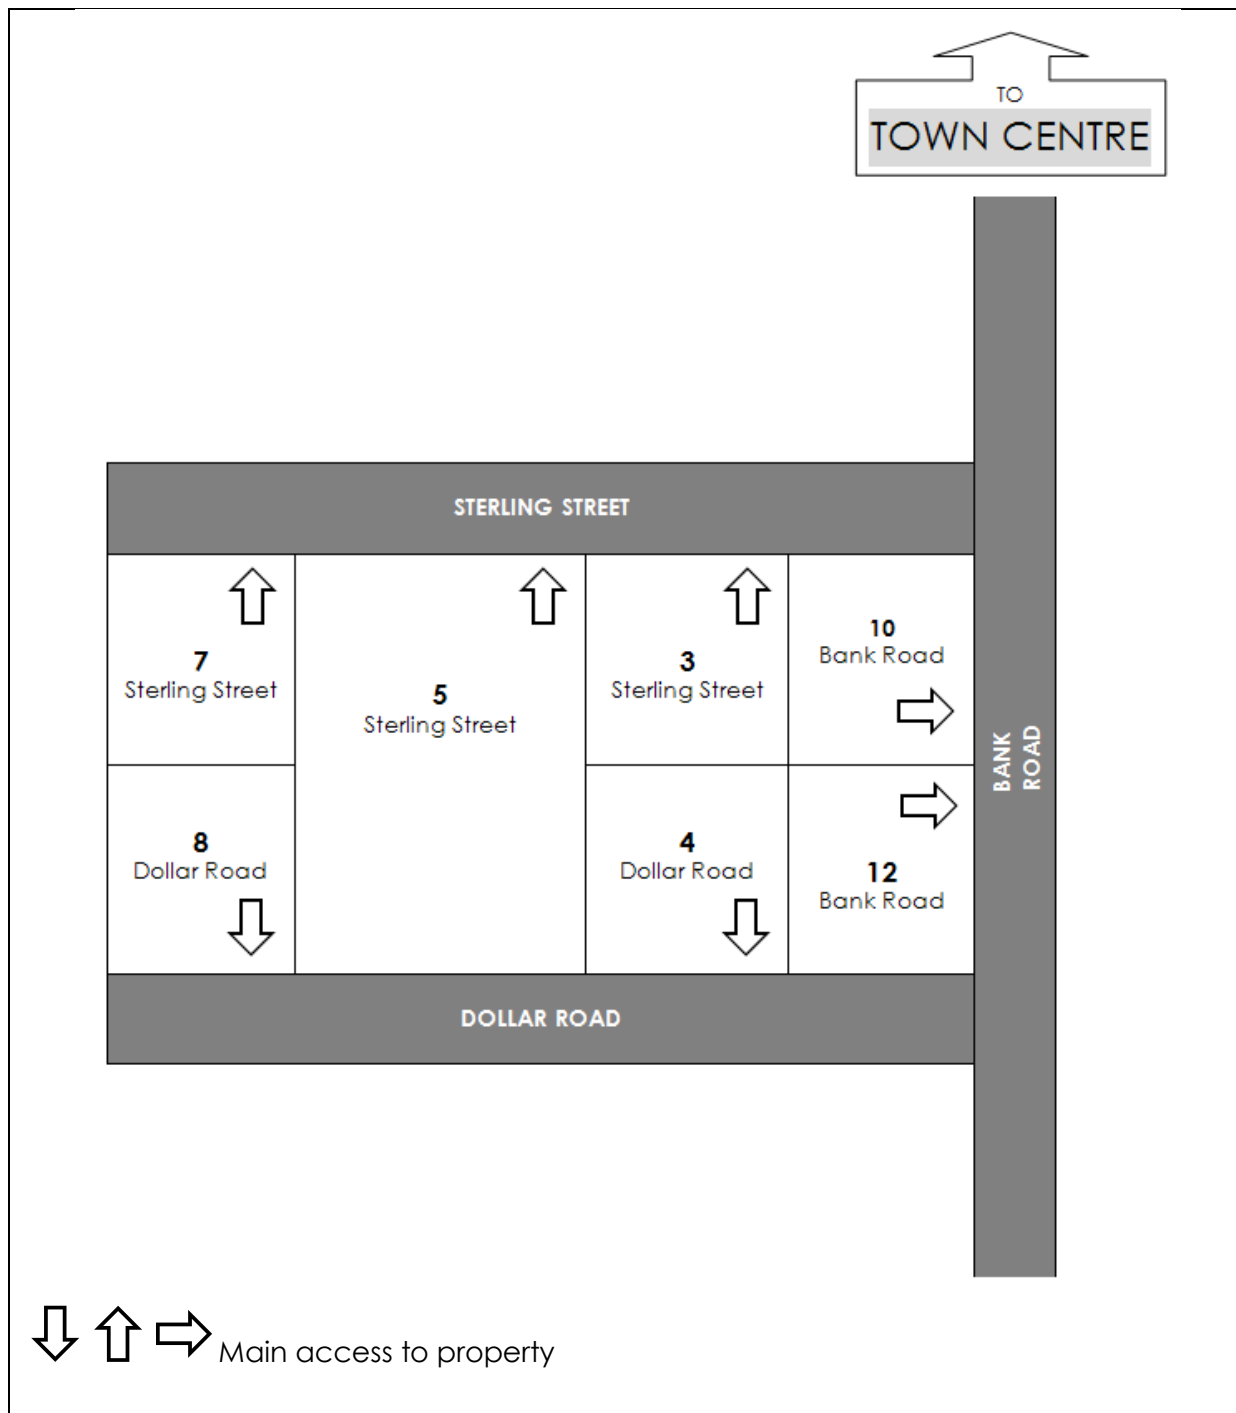 TO
TOWN CENTRE
STERLING STREET
7
Sterling Street
5
Sterling Street
3
Sterling Street
10
Bank Road
BANK
ROAD
8
Dollar Road
4
Dollar Road
12
Bank Road
DOLLAR ROAD
Main access to property